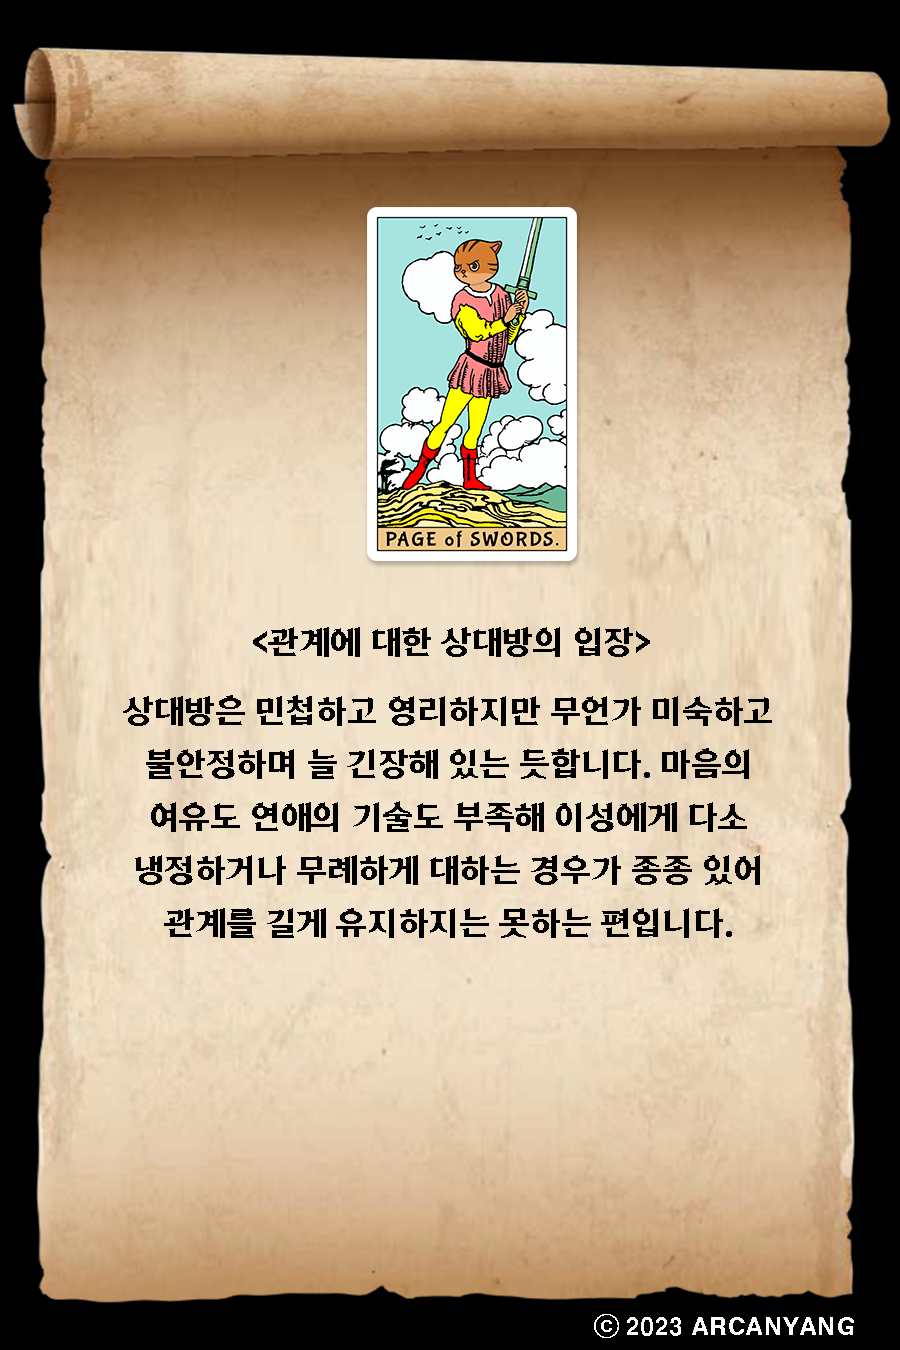 PAGE of SWORDS.
<관계에 대한 상대방의 입장>
상대방은 민첩하고 영리하지만 무언가 미숙하고
불안정하며 늘 긴장해 있는 듯합니다. 마음의
여유도 연애의 기술도 부족해 이성에게 다소
냉정하거나 무례하게 대하는 경우가 종종 있어
관계를 길게 유지하지는 못하는 편입니다.
ⓒ 2023 ARCANYANG